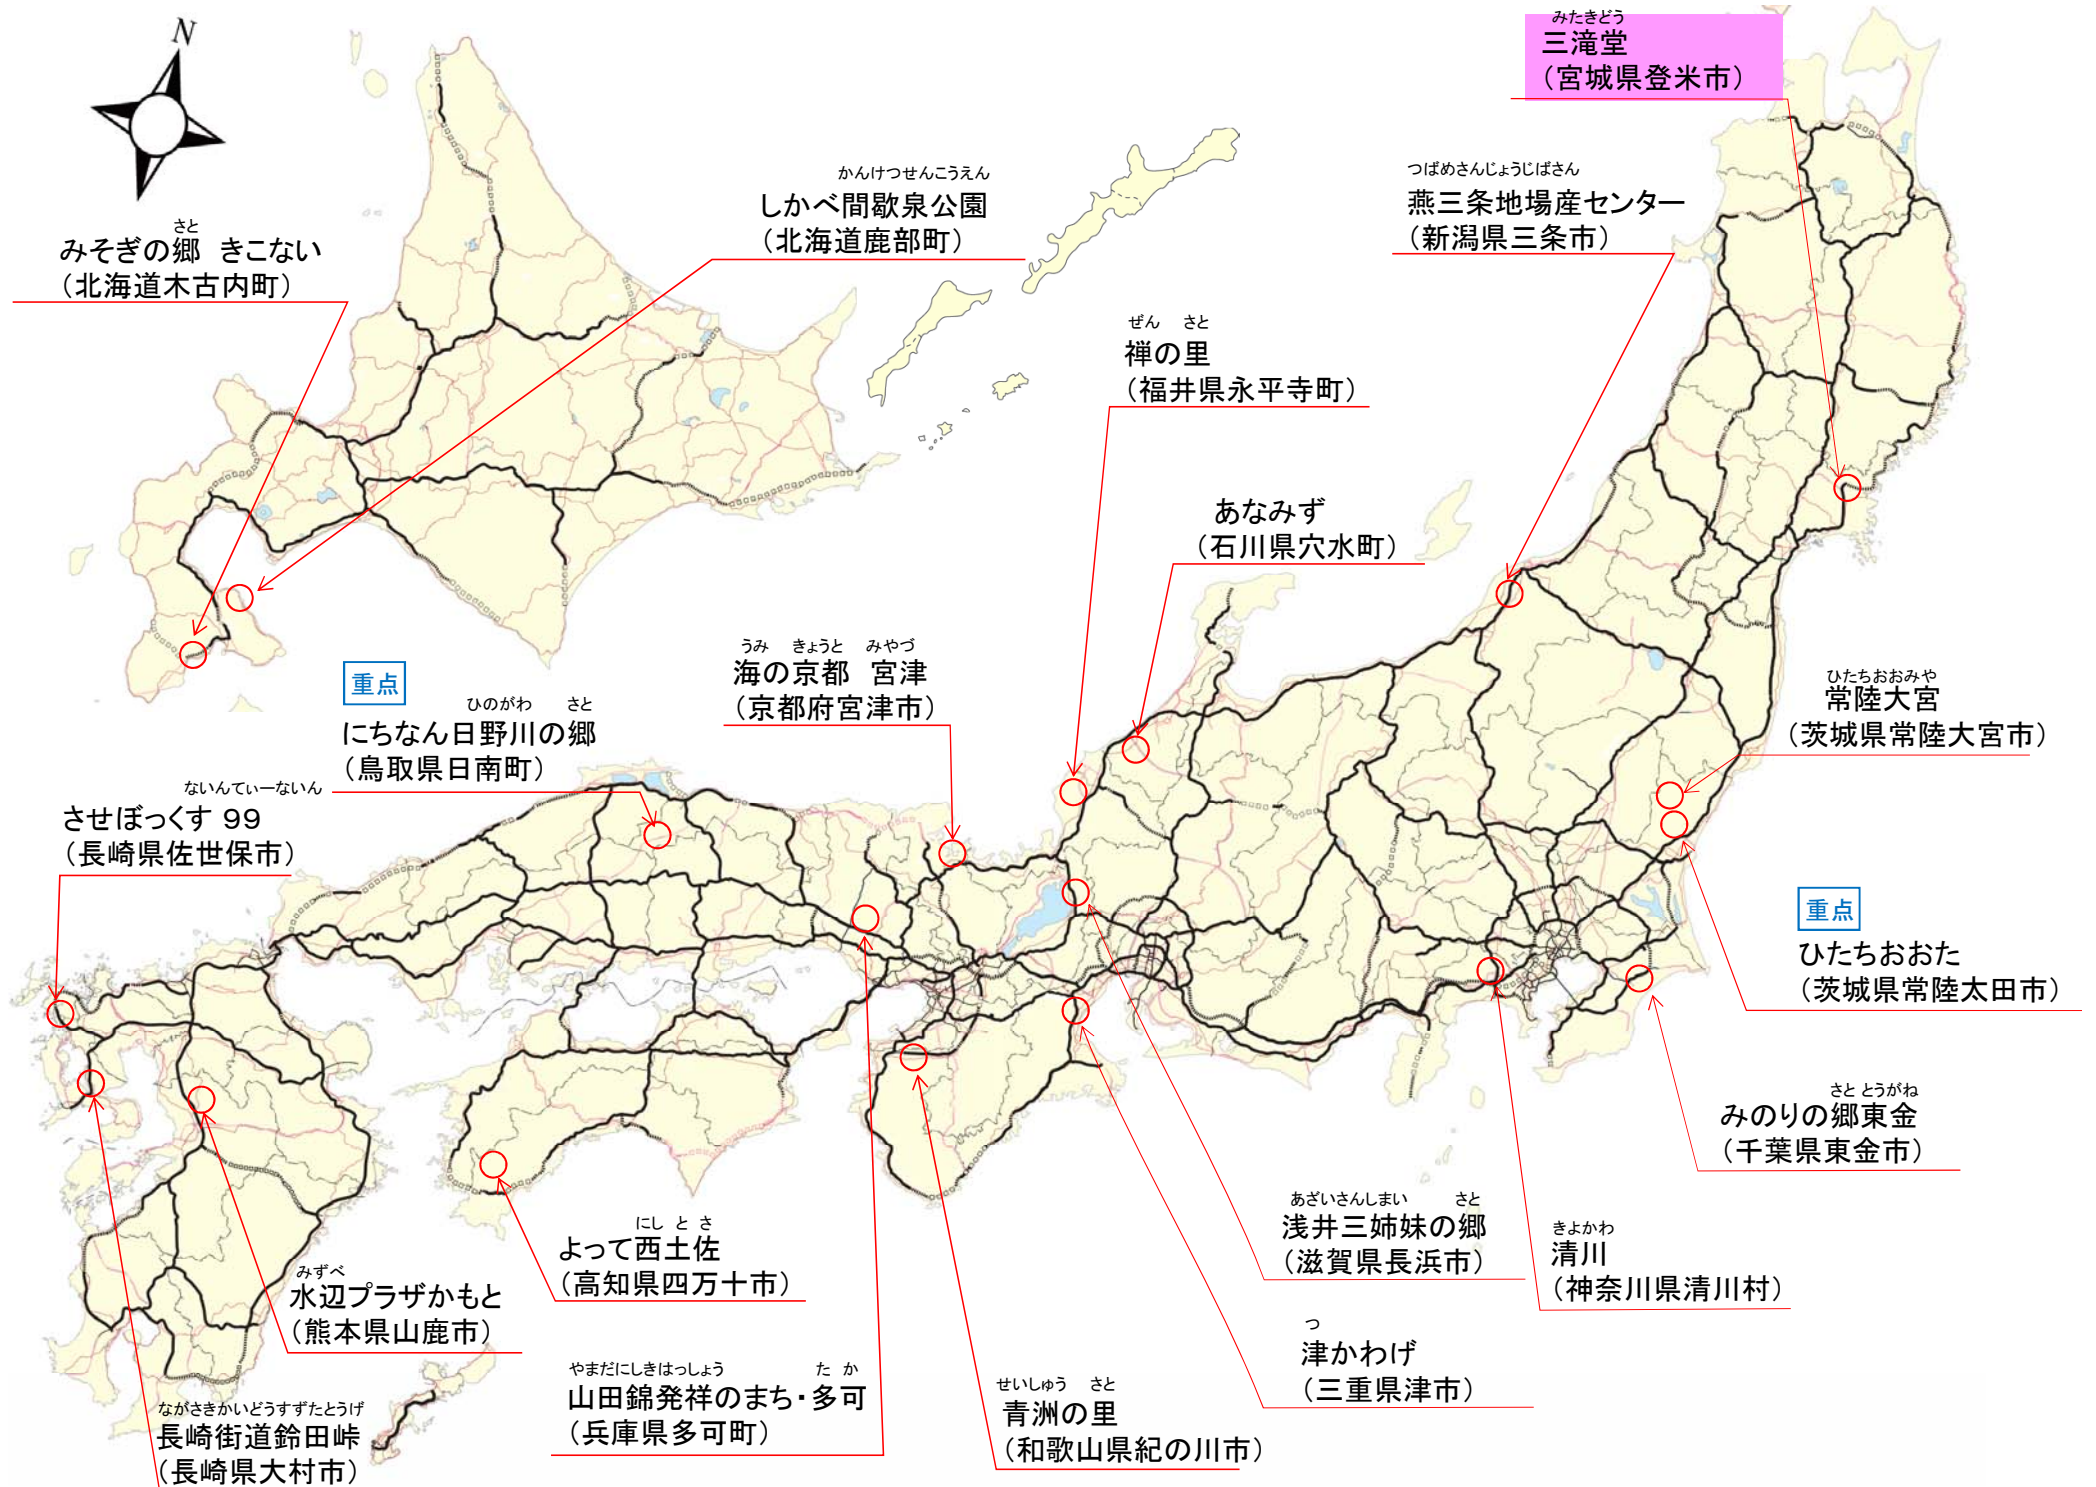 N
みたきどう
三滝堂
（宮城県登米市）
つばめさんじょうじばさん
燕三条地場産センター
（新潟県三条市）
かんけつせんこうえん
しかべ間歇泉公園
（北海道鹿部町）
さと
みそぎの郷 きこない
（北海道木古内町）
ぜん さと
禅の里
（福井県永平寺町）
あなみず
（石川県穴水町）
うみ きょうと みやづ
海の京都 宮津
（京都府宮津市）
重点
ひのがわ さと
にちなん日野川の郷
（鳥取県日南町）
ないんてぃーないん
させぼっくす 99
（長崎県佐世保市）
ひたちおおみや
常陸大宮
（茨城県常陸大宮市）
重点
ひたちおおた
（茨城県常陸太田市）
さと とうがね
みのりの郷東金
（千葉県東金市）
あざいさんしまい さと
浅井三姉妹の郷
（滋賀県長浜市）
きよかわ
清川
（神奈川県清川村）
にし と さ
よって西土佐
（高知県四万十市）
みずべ
水辺プラザかもと
（熊本県山鹿市）
つ
津かわげ
（三重県津市）
やまだにしきはっしょう た か
山田錦発祥のまち・多可
（兵庫県多可町）
せいしゅう さと
青洲の里
（和歌山県紀の川市）
ながさきかいどうすずたとうげ
長崎街道鈴田峠
（長崎県大村市）